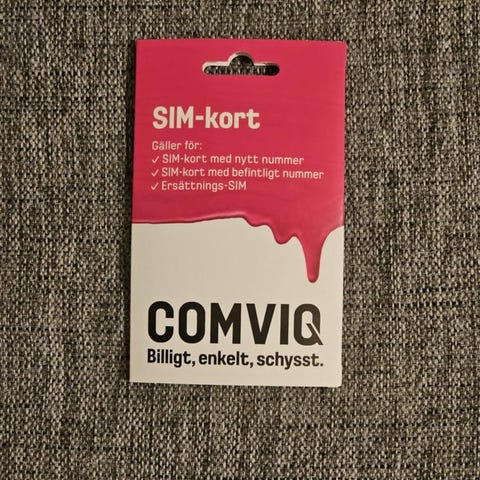 SIM-kort
Gäller för:
✓ SIM-kort med nytt nummer
✓ SIM-kort med befintligt nummer
✓ Ersättnings-SIM
COMVIQ
Billigt, enkelt, schysst.